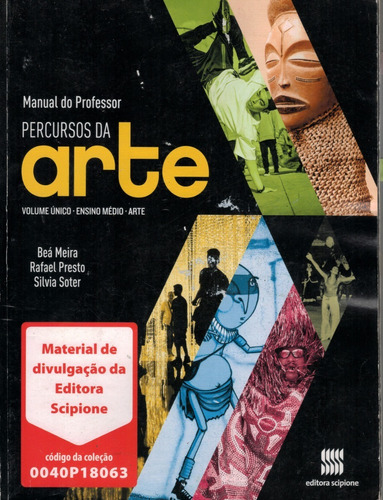 Manual do Professor
PERCURSOS DA
arte
VOLUME ÚNICO · ENSINO MÉDIO · ARTE
Beá Meira
Rafael Presto
Silvia Soter
Material de
divulgação da
Editora
Scipione
código da coleção
0040P18063
editora scipione